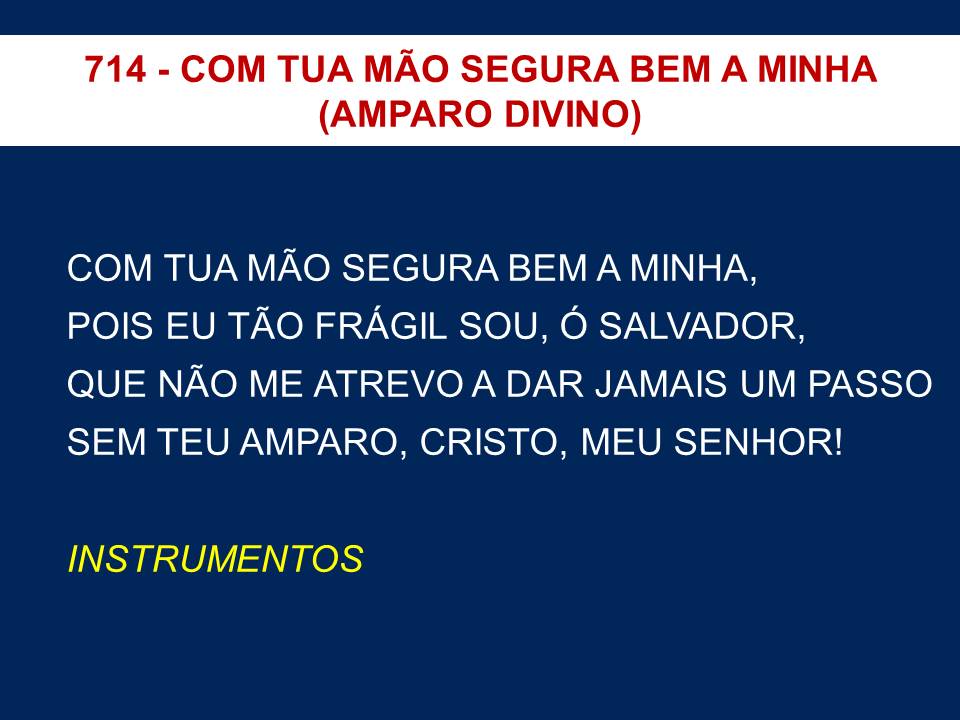 714 - COM TUA MÃO SEGURA BEM A MINHA
(AMPARO DIVINO)
COM TUA MÃO SEGURA BEM A MINHA,
POIS EU TÃO FRÁGIL SOU, Ó SALVADOR,
QUE NÃO ME ATREVO A DAR JAMAIS UM PASSO
SEM TEU AMPARO, CRISTO, MEU SENHOR!
INSTRUMENTOS